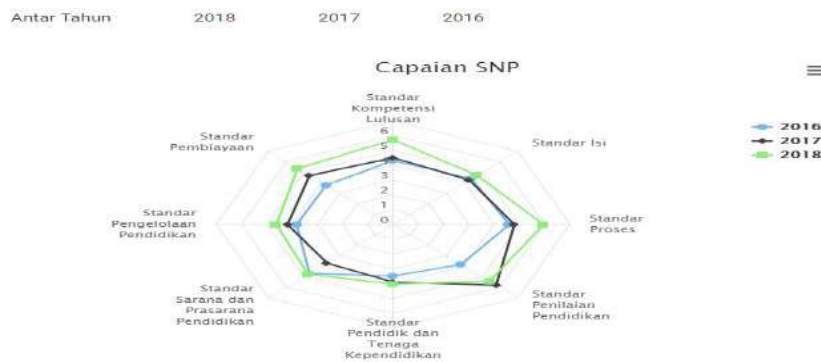 Antar Tahun 2018 2017 2016
Capaian SNP
Standar
Kompetensi
Lulusan
Standar
Pembiayaan
Standar Isi
2016
2017
2018
6
5
3
2
1
0
Standar
Pengelolaan
Pendidikan
Standar
Proses
Standar
Sarana dan
Prasarana
Pendidikan
Standar
Penilaian
Pendidikan
Standar
Pendidik dan
Tenaga
Kependidikan